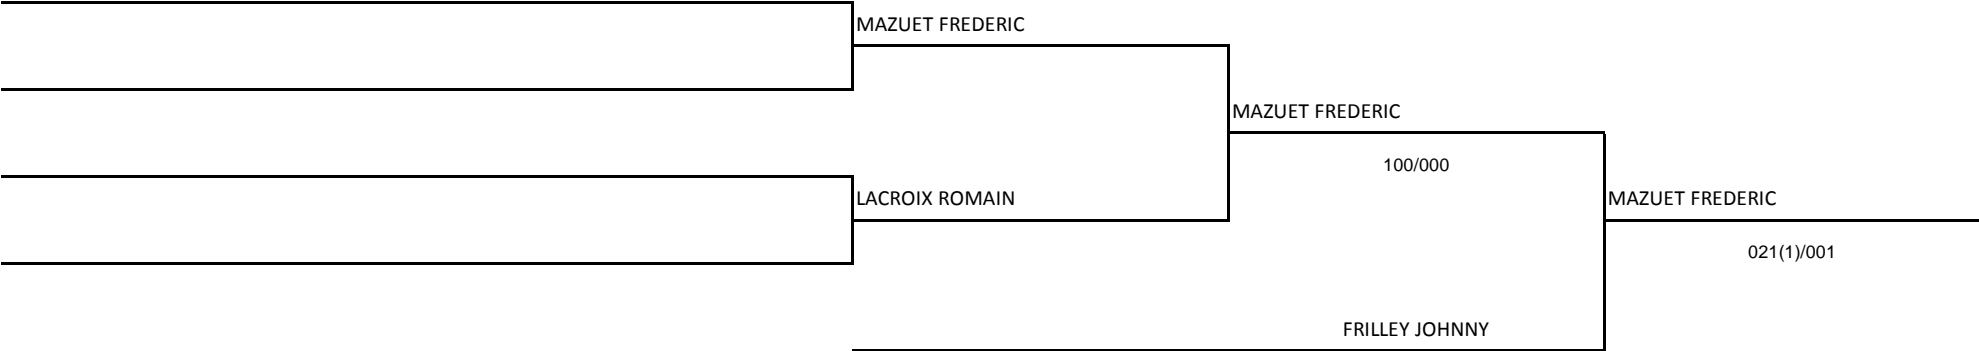 MAZUET FREDERIC
MAZUET FREDERIC
100/000
LACROIX ROMAIN
MAZUET FREDERIC
021(1)/001
FRILLEY JOHNNY